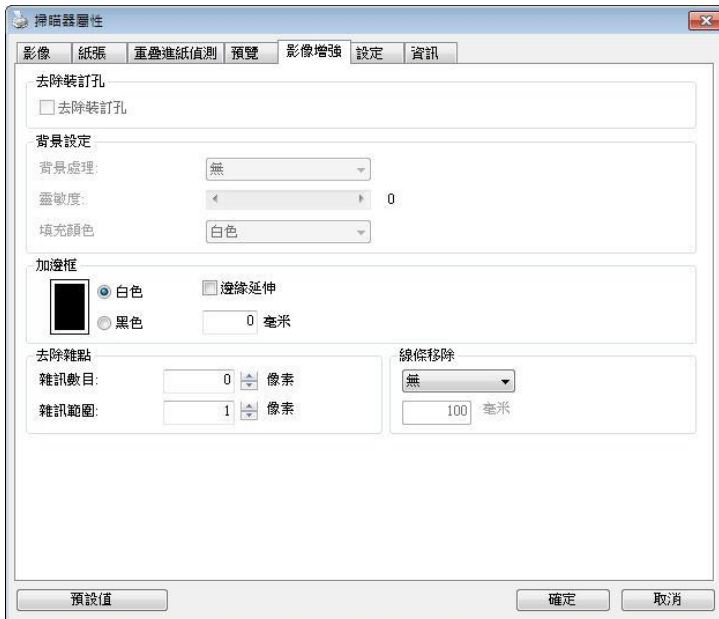 掃瞄器屬性
影像 紙張 重疊進紙偵測 預覽 影像增強 設定 資訊
去除裝訂孔
去除裝訂孔
背景設定
背景處理: 無
靈敏度: 0
填充顏色 白色
加邊框
白色 邊緣延伸
黑色 0 毫米
去除雜點 線條移除
雜訊數目: 0 像素 無
雜訊範圍: 1 像素 100 毫米
預設值 確定 取消